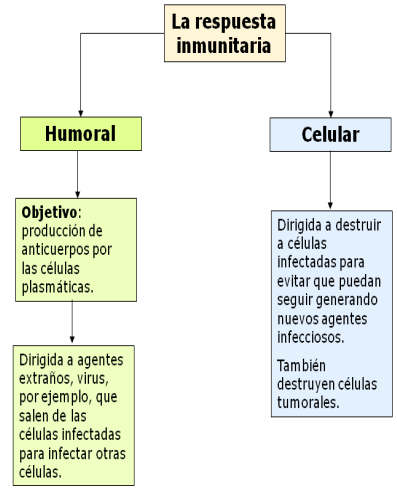 La respuesta
inmunitaria
Humoral
Celular
Objetivo:
producción de
anticuerpos por
las células
plasmáticas.
Dirigida a agentes
extraños, virus,
por ejemplo, que
salen de las
células infectadas
para infectar otras
células.
Dirigida a destruir
a células
infectadas para
evitar que puedan
seguir generando
nuevos agentes
infecciosos.
También
destruyen células
tumorales.